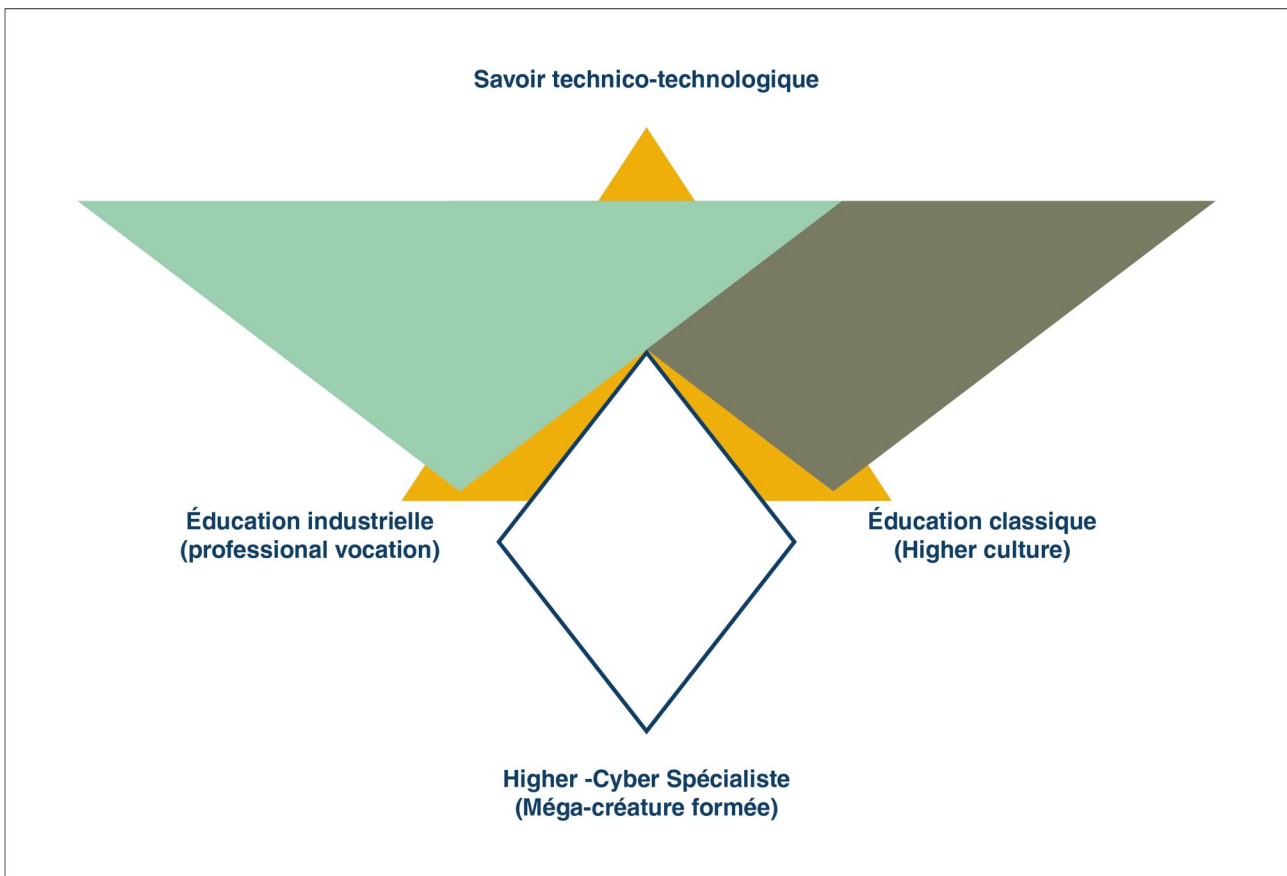 Savoir technico-technologique
Éducation industrielle
(professional vocation)
Éducation classique
(Higher culture)
Higher -Cyber Spécialiste
(Méga-créature formée)